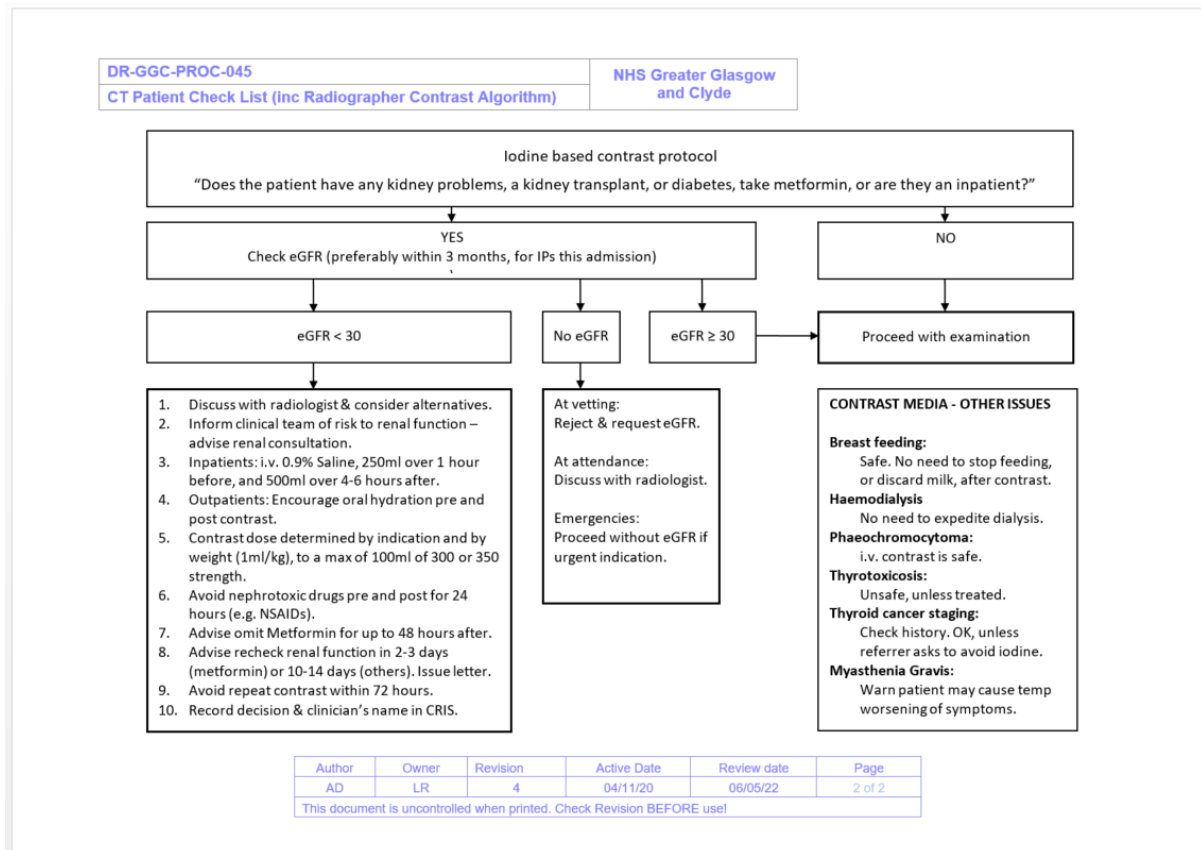 DR-GGC-PROC-045
CT Patient Check List (inc Radiographer Contrast Algorithm)
NHS Greater Glasgow
and Clyde
Iodine based contrast protocol
“Does the patient have any kidney problems, a kidney transplant, or diabetes, take metformin, or are they an inpatient?”
YES
Check eGFR (preferably within 3 months, for IPs this admission)
NO
eGFR < 30
No eGFR
eGFR ≥ 30
Proceed with examination
1. Discuss with radiologist & consider alternatives.
2. Inform clinical team of risk to renal function –
advise renal consultation.
3. Inpatients: i.v. 0.9% Saline, 250ml over 1 hour
before, and 500ml over 4-6 hours after.
4. Outpatients: Encourage oral hydration pre and
post contrast.
5. Contrast dose determined by indication and by
weight (1ml/kg), to a max of 100ml of 300 or 350
strength.
6. Avoid nephrotoxic drugs pre and post for 24
hours (e.g. NSAIDs).
7. Advise omit Metformin for up to 48 hours after.
8. Advise recheck renal function in 2-3 days
(metformin) or 10-14 days (others). Issue letter.
9. Avoid repeat contrast within 72 hours.
10. Record decision & clinician’s name in CRIS.
At vetting:
Reject & request eGFR.
At attendance:
Discuss with radiologist.
Emergencies:
Proceed without eGFR if
urgent indication.
CONTRAST MEDIA - OTHER ISSUES
Breast feeding:
Safe. No need to stop feeding,
or discard milk, after contrast.
Haemodialysis
No need to expedite dialysis.
Phaeochromocytoma:
i.v. contrast is safe.
Thyrotoxicosis:
Unsafe, unless treated.
Thyroid cancer staging:
Check history. OK, unless
referrer asks to avoid iodine.
Myasthenia Gravis:
Warn patient may cause temp
worsening of symptoms.
Author Owner Revision Active Date Review date Page
AD LR 4 04/11/20 06/05/22 2 of 2
This document is uncontrolled when printed. Check Revision BEFORE use!